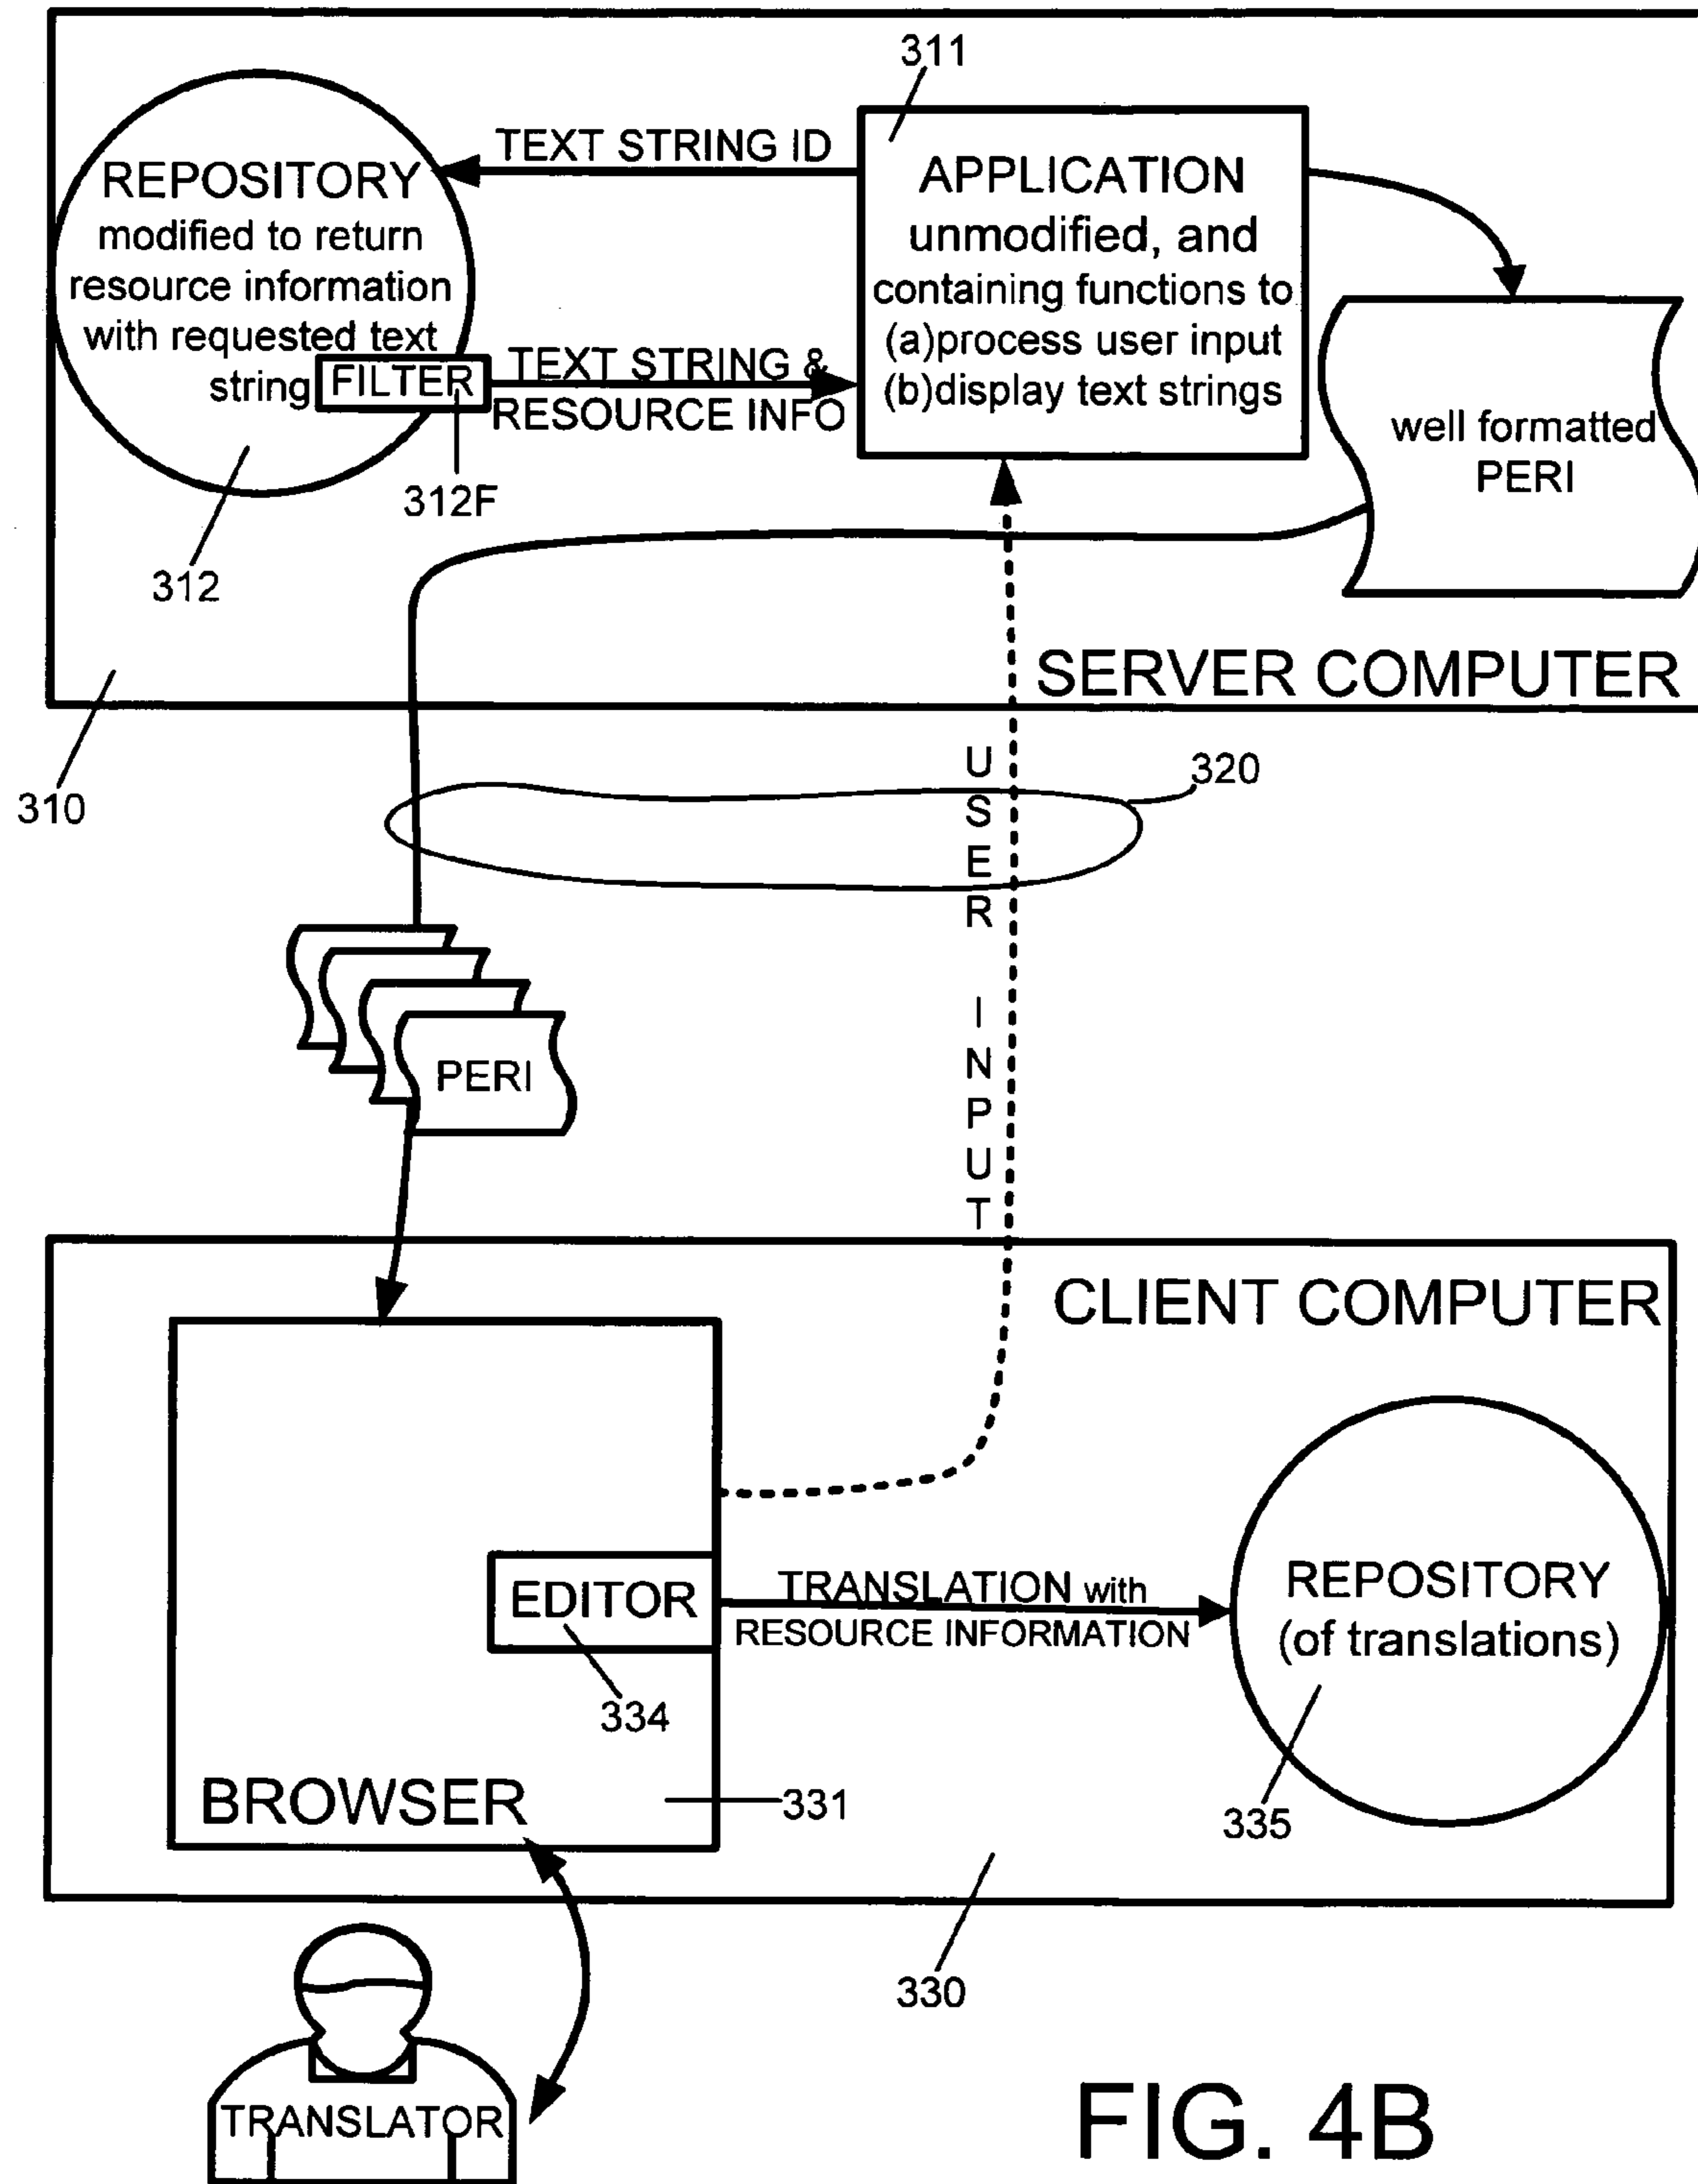 311
TEXT STRING ID
REPOSITORY
modified to return
resource information
with requested text
string
FILTER
TEXT STRING &
RESOURCE INFO
APPLICATION
unmodified, and
containing functions to
(a)process user input
(b)display text strings
well formatted
PERI
312F
312
SERVER COMPUTER
310
320
USER INPUT
PERI
CLIENT COMPUTER
EDITOR
TRANSLATION with
RESOURCE INFORMATION
REPOSITORY
(of translations)
334
BROWSER
331
335
330
TRANSLATOR
FIG. 4B